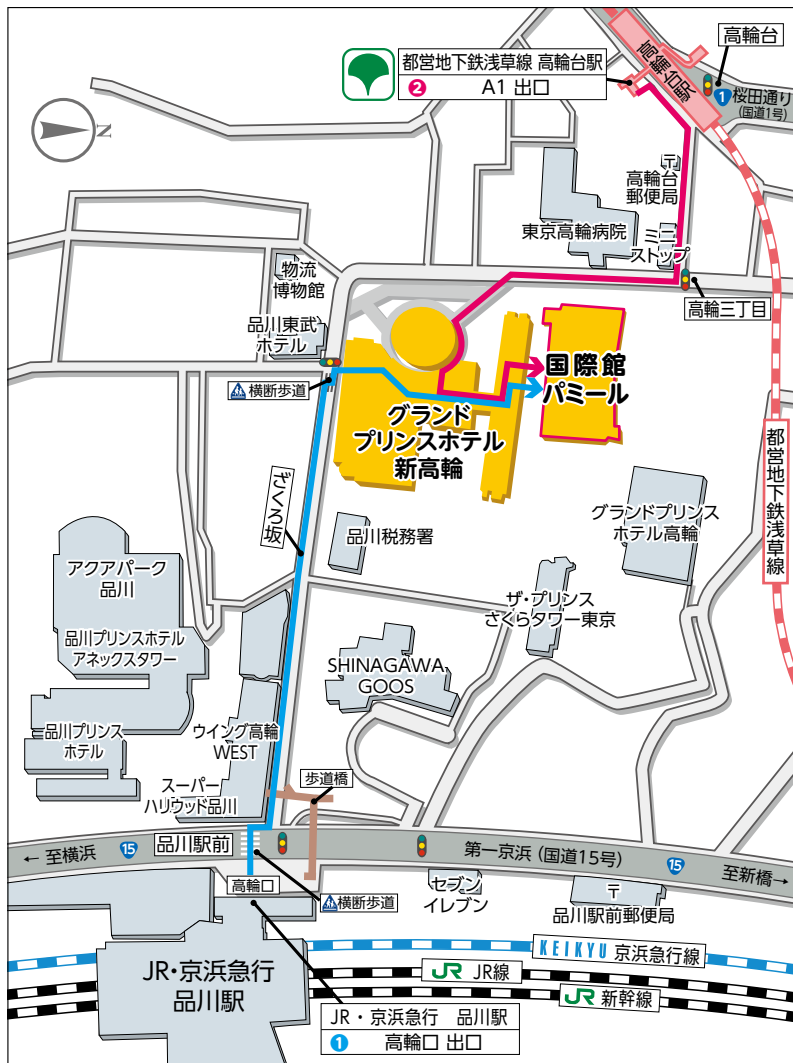 都営地下鉄浅草線 高輪台駅
❷ A1 出口
高輪台駅
高輪台
1 桜田通り
(国道1号)
N
〒
高輪台
郵便局
東京高輪病院
ミニ
ストップ
物流
博物館
高輪三丁目
品川東武
ホテル
横断歩道
国際館
パミール
グランド
プリンスホテル
新高輪
都営地下鉄浅草線
ざくろ坂
品川税務署
グランドプリンス
ホテル高輪
アクアパーク
品川
ザ・プリンス
さくらタワー東京
品川プリンスホテル
アネックスタワー
SHINAGAWA
GOOS
品川プリンス
ホテル
ウイング高輪
WEST
歩道橋
スーパー
ハリウッド品川
← 至横浜
15
品川駅前
第一京浜(国道15号)
15
至新橋→
高輪口
横断歩道
セブン
イレブン
〒
品川駅前郵便局
KEIKYU 京浜急行線
JR・京浜急行
品川駅
JR JR線
JR 新幹線
JR・京浜急行 品川駅
❶ 高輪口 出口